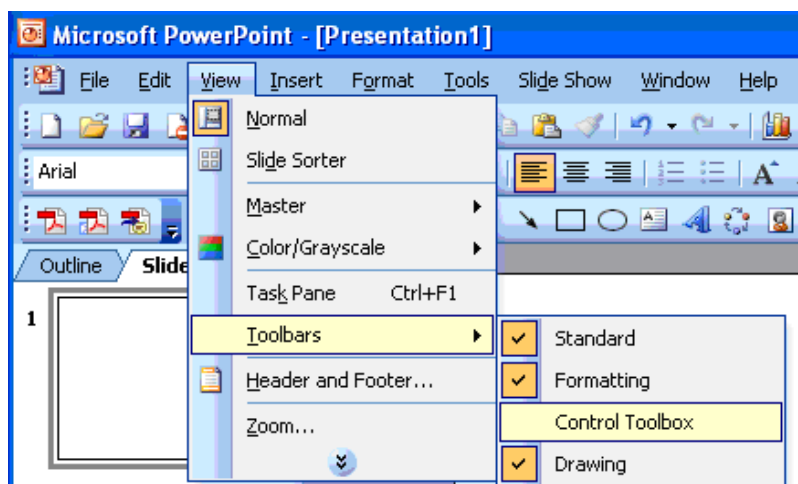 Microsoft PowerPoint - [Presentation1]
File Edit View Insert Format Tools Slide Show Window Help
Normal
Arial
Slide Sorter
A
Master
Color/Grayscale
Outline Slide
Task Pane Ctrl+F1
1
Toolbars
Standard
Header and Footer...
Formatting
Zoom...
Control Toolbox
Drawing